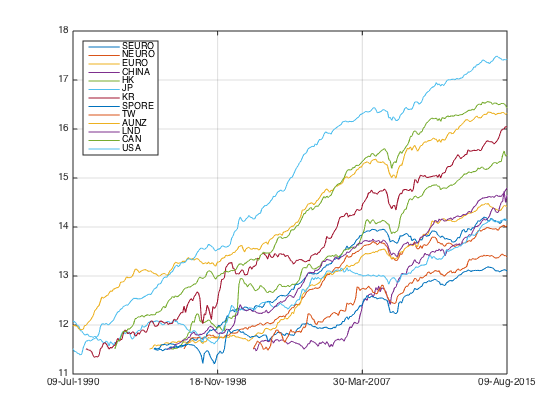 18
17
16
15
14
13
12
11
SEURO
NEURO
EURO
CHINA
HK
JP
KR
SPORE
TW
AUNZ
LND
CAN
USA
09-Jul-1990
18-Nov-1998
30-Mar-2007
09-Aug-2015